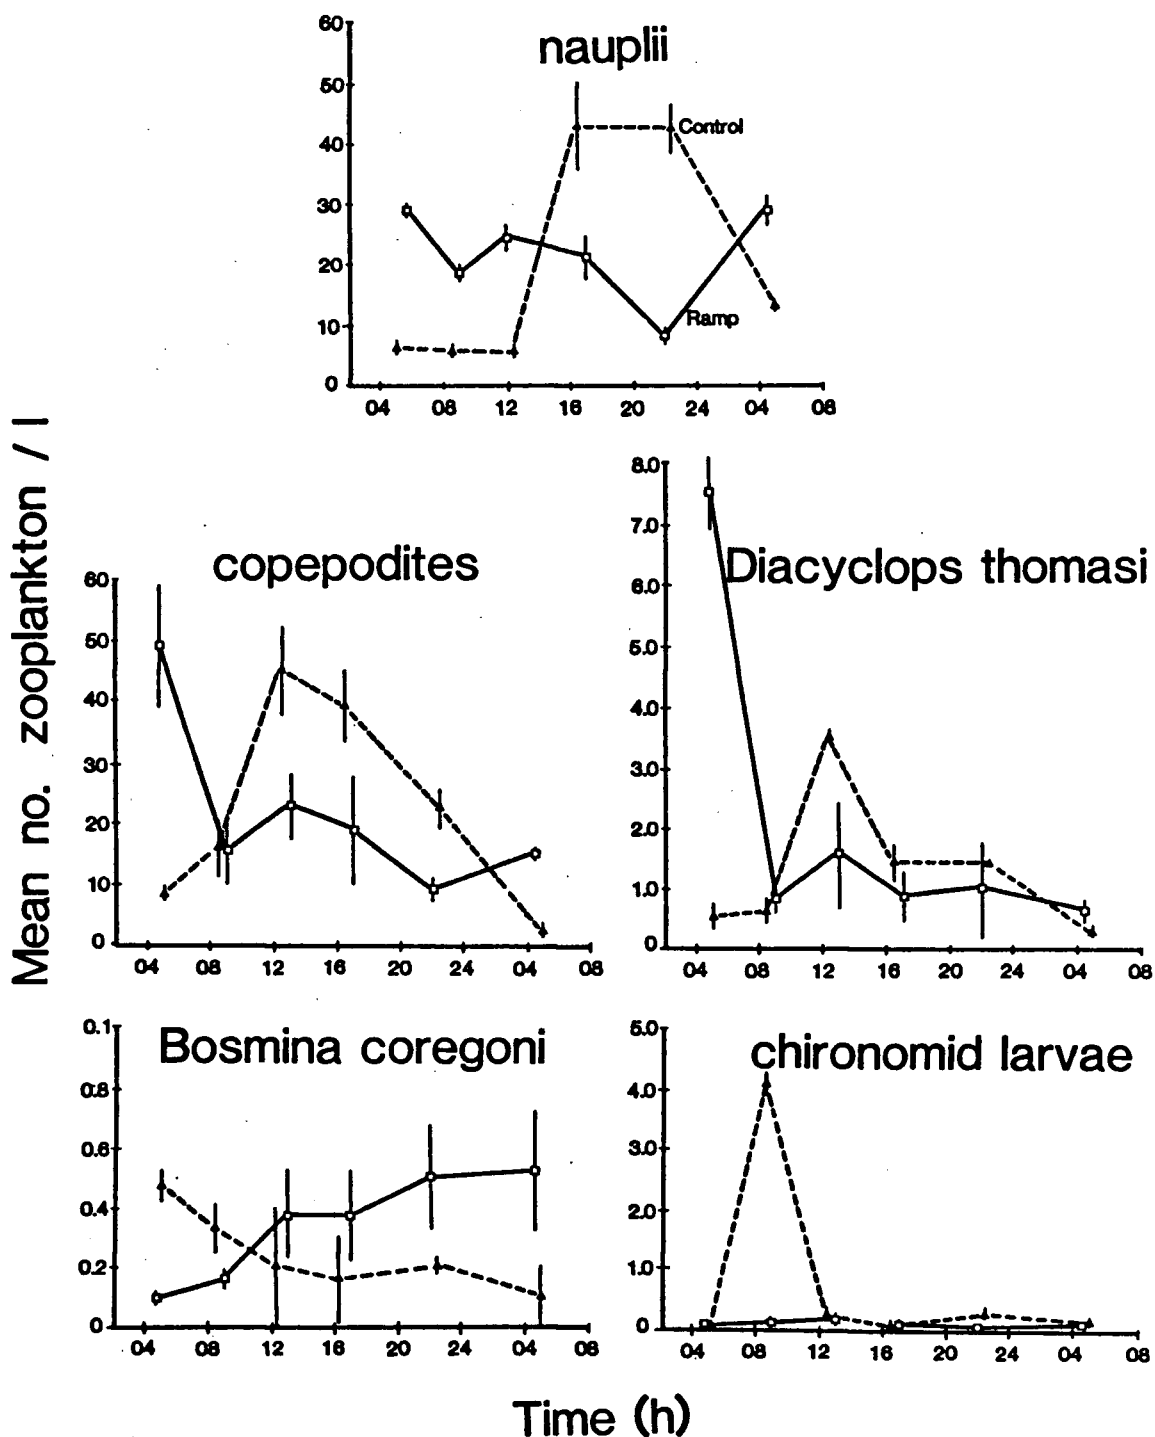 nauplii
60
50
40
30
20
10
0
Control
Ramp
04 08 12 16 20 24 04 08
Mean no. zooplankton / l
copepodites
60
50
40
30
20
10
0
04 08 12 16 20 24 04 08
Diacyclops thomasi
8.0
7.0
6.0
5.0
4.0
3.0
2.0
1.0
0
04 08 12 16 20 24 04 08
Bosmina coregoni
0.1
0.8
0.6
0.4
0.2
0
04 08 12 16 20 24 04 08
chironomid larvae
5.0
4.0
3.0
2.0
1.0
0
04 08 12 16 20 24 04 08
Time (h)